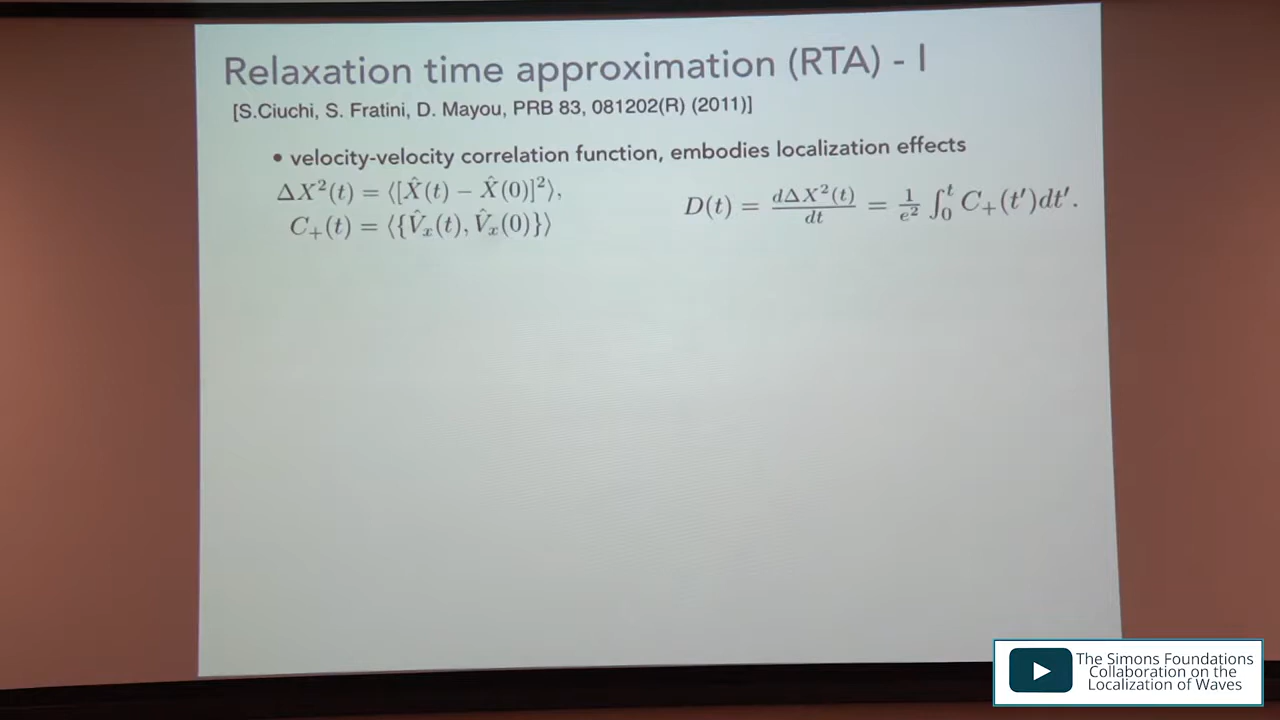 Relaxation time approximation (RTA) - I
[S.Ciuchi, S. Fratini, D. Mayou, PRB 83, 081202(R) (2011)]
• velocity-velocity correlation function, embodies localization effects
ΔX²(t) = ⟨[X̂(t) − X̂(0)]²⟩,
C₊(t) = ⟨{V̂ₓ(t), V̂ₓ(0)}⟩
D(t) = dΔX²(t)/dt = 1/e² ∫₀ᵗ C₊(t′)dt′.
The Simons Foundations
Collaboration on the
Localization of Waves